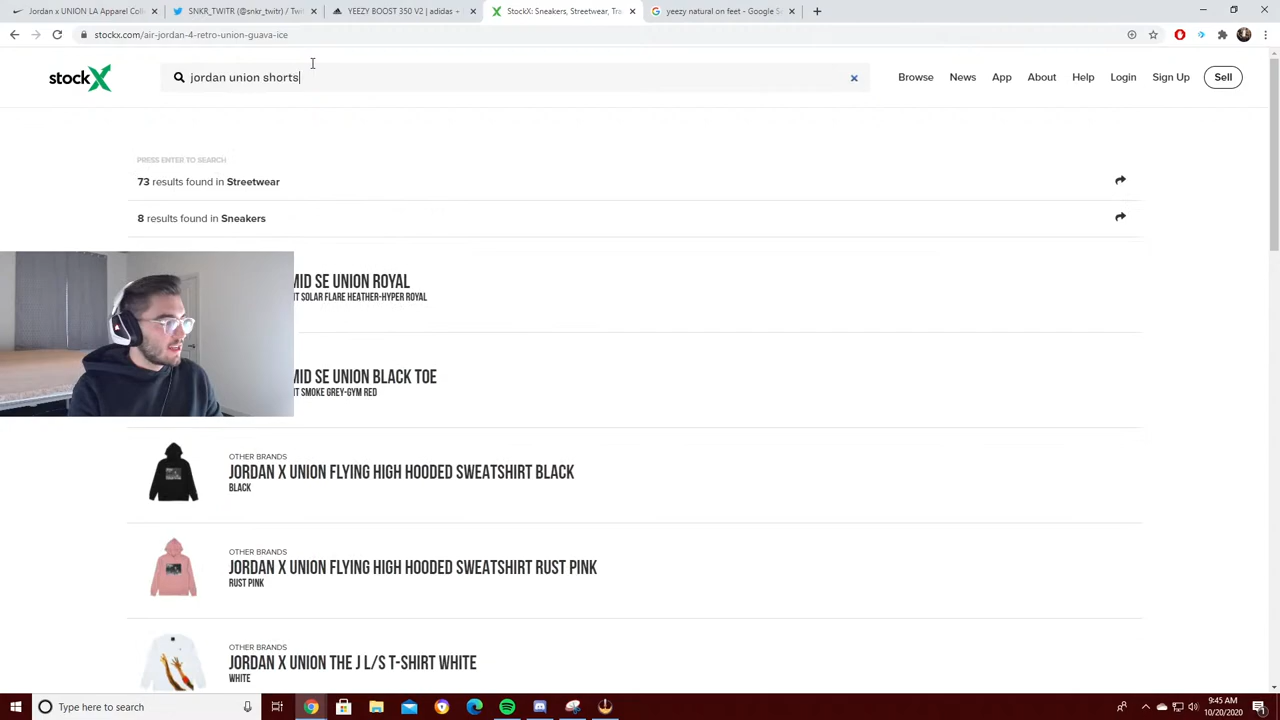 Jordan x Union LA Apparel Coll
SNKR_TWITR (@SNKR_TWITR) /
YEEZY BOOST 350 V2 | adidas
StockX: Sneakers, Streetwear, Tra
yeezy natural on feet - Google Se
stockx.com/air-jordan-4-retro-union-guava-ice
stockX
jordan union shorts
Browse
News
App
About
Help
Login
Sign Up
Sell
PRESS ENTER TO SEARCH
73 results found in Streetwear
8 results found in Sneakers
MID SE UNION ROYAL
T SOLAR FLARE HEATHER-HYPER ROYAL
MID SE UNION BLACK TOE
T SMOKE GREY-GYM RED
OTHER BRANDS
JORDAN X UNION FLYING HIGH HOODED SWEATSHIRT BLACK
BLACK
OTHER BRANDS
JORDAN X UNION FLYING HIGH HOODED SWEATSHIRT RUST PINK
RUST PINK
OTHER BRANDS
JORDAN X UNION THE J L/S T-SHIRT WHITE
WHITE
Type here to search
9:45 AM
10/20/2020